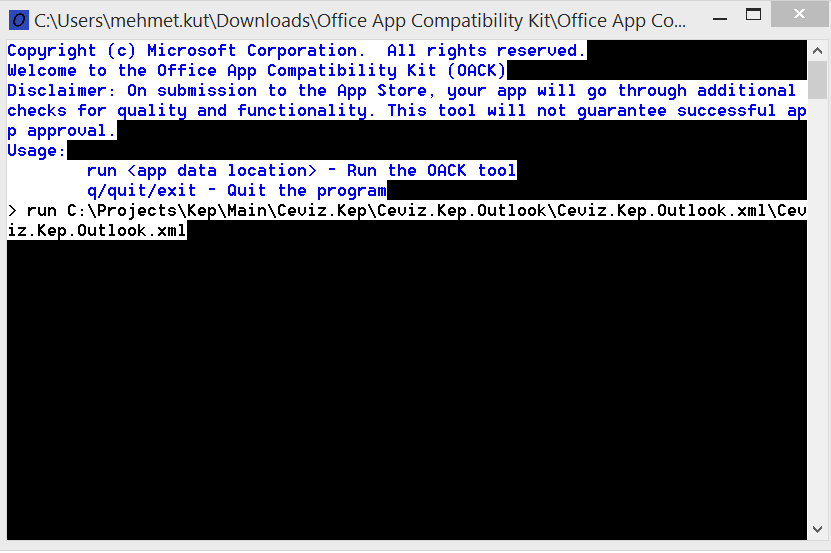 C:\Users\mehmet.kut\Downloads\Office App Compatibility Kit\Office App Co...
Copyright (c) Microsoft Corporation.  All rights reserved.
Welcome to the Office App Compatibility Kit (OACK)
Disclaimer: On submission to the App Store, your app will go through additional
checks for quality and functionality. This tool will not guarantee successful ap
p approval.
Usage:
        run <app data location> - Run the OACK tool
        q/quit/exit - Quit the program
> run C:\Projects\Kep\Main\Ceviz.Kep\Ceviz.Kep.Outlook\Ceviz.Kep.Outlook.xml\Cev
iz.Kep.Outlook.xml